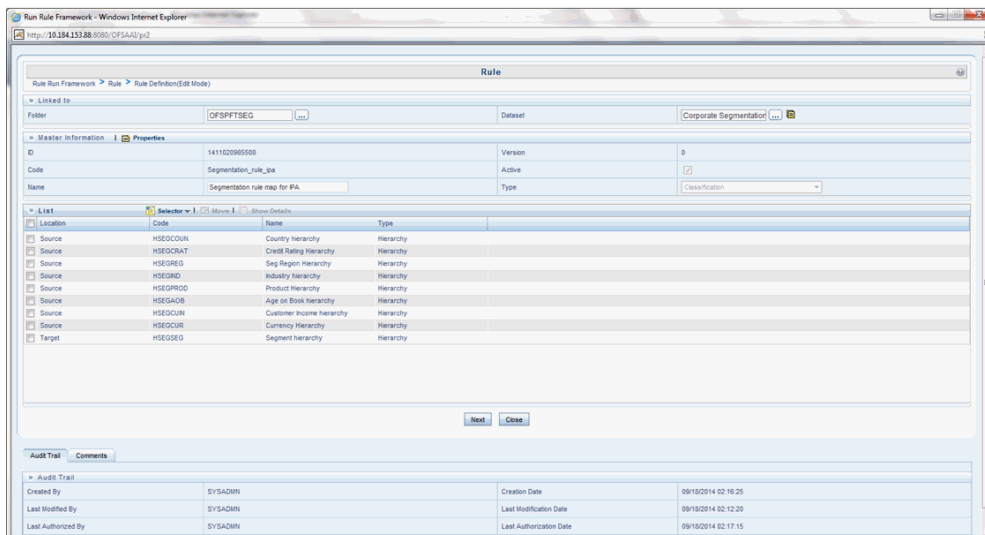 Run Rule Framework - Windows Internet Explorer
http://10.184.153.88:8080/OFSAAI/pr2
Rule
Rule Run Framework > Rule > Rule Definition(Edit Mode)
» Linked to
Folder OFSPFTSEG ... Dataset Corporate Segmentation ...
» Master Information | Properties
ID 1411020985508 Version 0
Code Segmentation_rule_ipa Active
Name Segmentation rule map for IPA Type Classification
» List Selector | Move | Show Details
Location Code Name Type
Source HSEGCOUN Country hierarchy Hierarchy
Source HSEGCRAT Credit Rating Hierarchy Hierarchy
Source HSEGREG Seg Region Hierarchy Hierarchy
Source HSEGIND Industry hierarchy Hierarchy
Source HSEGPROD Product Hierarchy Hierarchy
Source HSEGAOB Age on Book hierarchy Hierarchy
Source HSEGCUIN Customer Income hierarchy Hierarchy
Source HSEGCUR Currency Hierarchy Hierarchy
Target HSEGSEG Segment hierarchy Hierarchy
Next Close
Audit Trail Comments
» Audit Trail
Created By SYSADMN Creation Date 09/18/2014 02:16:25
Last Modified By SYSADMN Last Modification Date 09/18/2014 02:12:20
Last Authorized By SYSADMN Last Authorization Date 09/18/2014 02:17:15